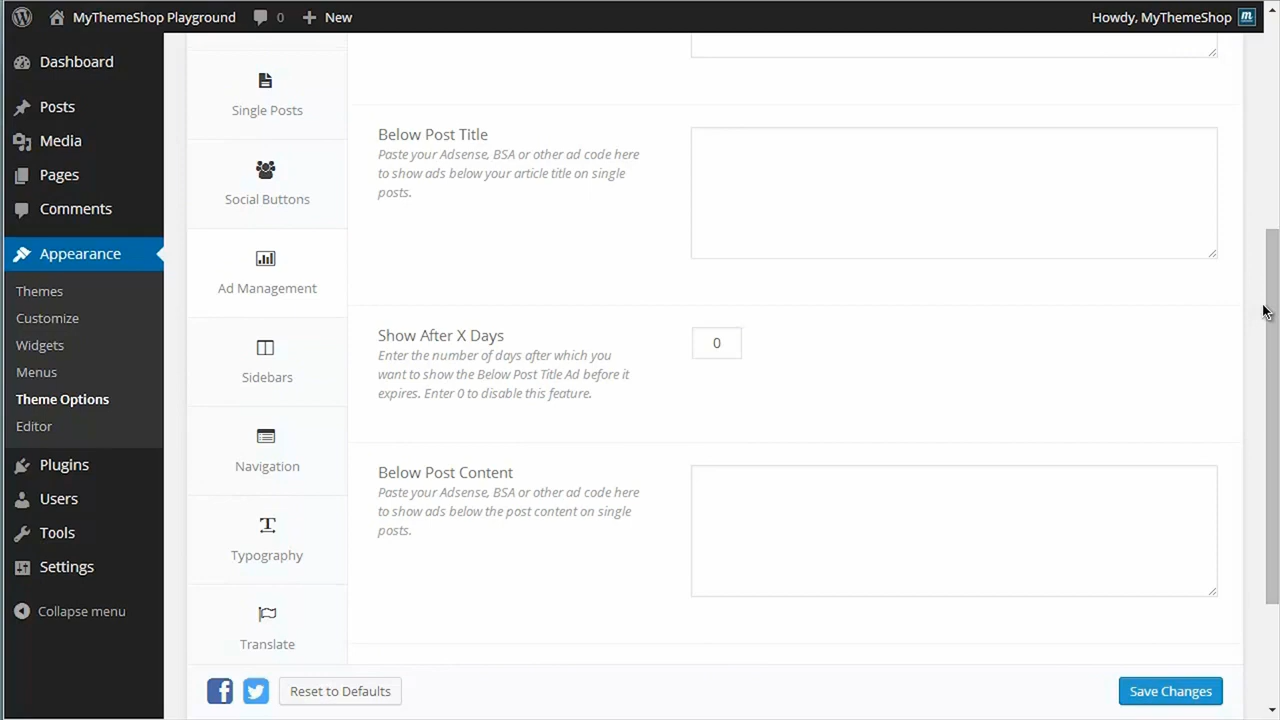 MyThemeShop Playground
0
New
Howdy, MyThemeShop
m
Dashboard
Posts
Media
Pages
Comments
Appearance
Themes
Customize
Widgets
Menus
Theme Options
Editor
Plugins
Users
Tools
Settings
Collapse menu
Single Posts
Social Buttons
Ad Management
Sidebars
Navigation
Typography
Translate
Below Post Title
Paste your Adsense, BSA or other ad code here
to show ads below your article title on single
posts.
Show After X Days
0
Enter the number of days after which you
want to show the Below Post Title Ad before it
expires. Enter 0 to disable this feature.
Below Post Content
Paste your Adsense, BSA or other ad code here
to show ads below the post content on single
posts.
Reset to Defaults
Save Changes